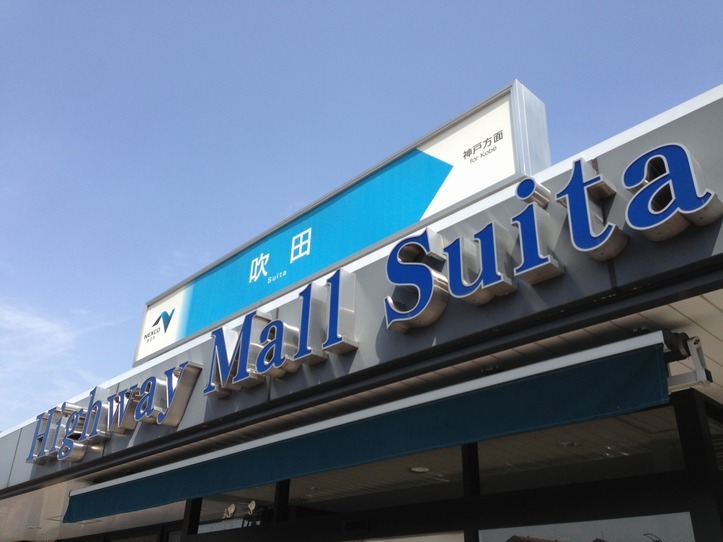 神戸方面
for Kobe
吹田
Suita
NEXCO
Highway Mall Suita